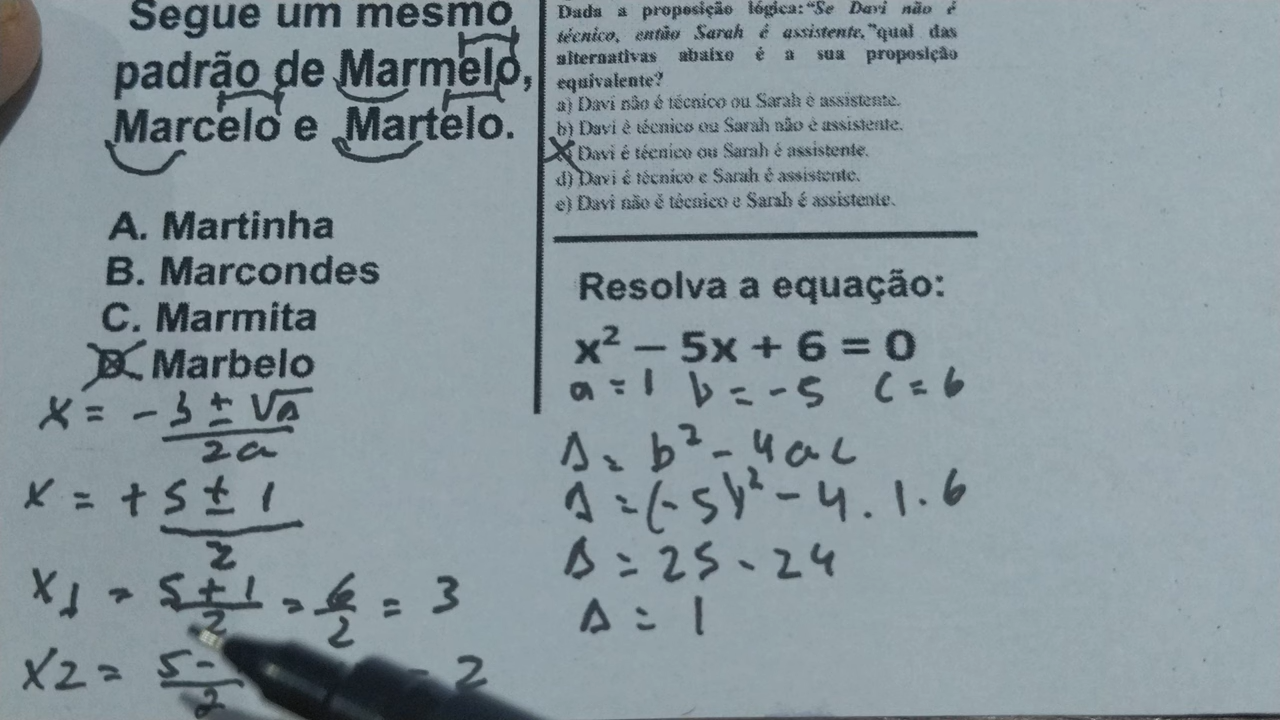 Segue um mesmo
padrão de Marmelo,
Marcelo e Martelo.
A. Martinha
B. Marcondes
C. Marmita
D. Marbelo
x = - b ± √Δ
2a
x = + 5 ± 1
2
x1 = 5 + 1 = 6 = 3
2 2
x2 = 5 -
2
= 2
Dada a proposição lógica: “Se Davi não é
técnico, então Sarah é assistente,”qual das
alternativas abaixo é a sua proposição
equivalente?
a) Davi não é técnico ou Sarah é assistente.
b) Davi é técnico ou Sarah não é assistente.
Davi é técnico ou Sarah é assistente.
d) Davi é técnico e Sarah é assistente.
e) Davi não é técnico e Sarah é assistente.
Resolva a equação:
x² − 5x + 6 = 0
a = 1 b = - 5 c = 6
Δ = b² - 4ac
Δ = (-5)² - 4 . 1 . 6
Δ = 25 - 24
Δ = 1